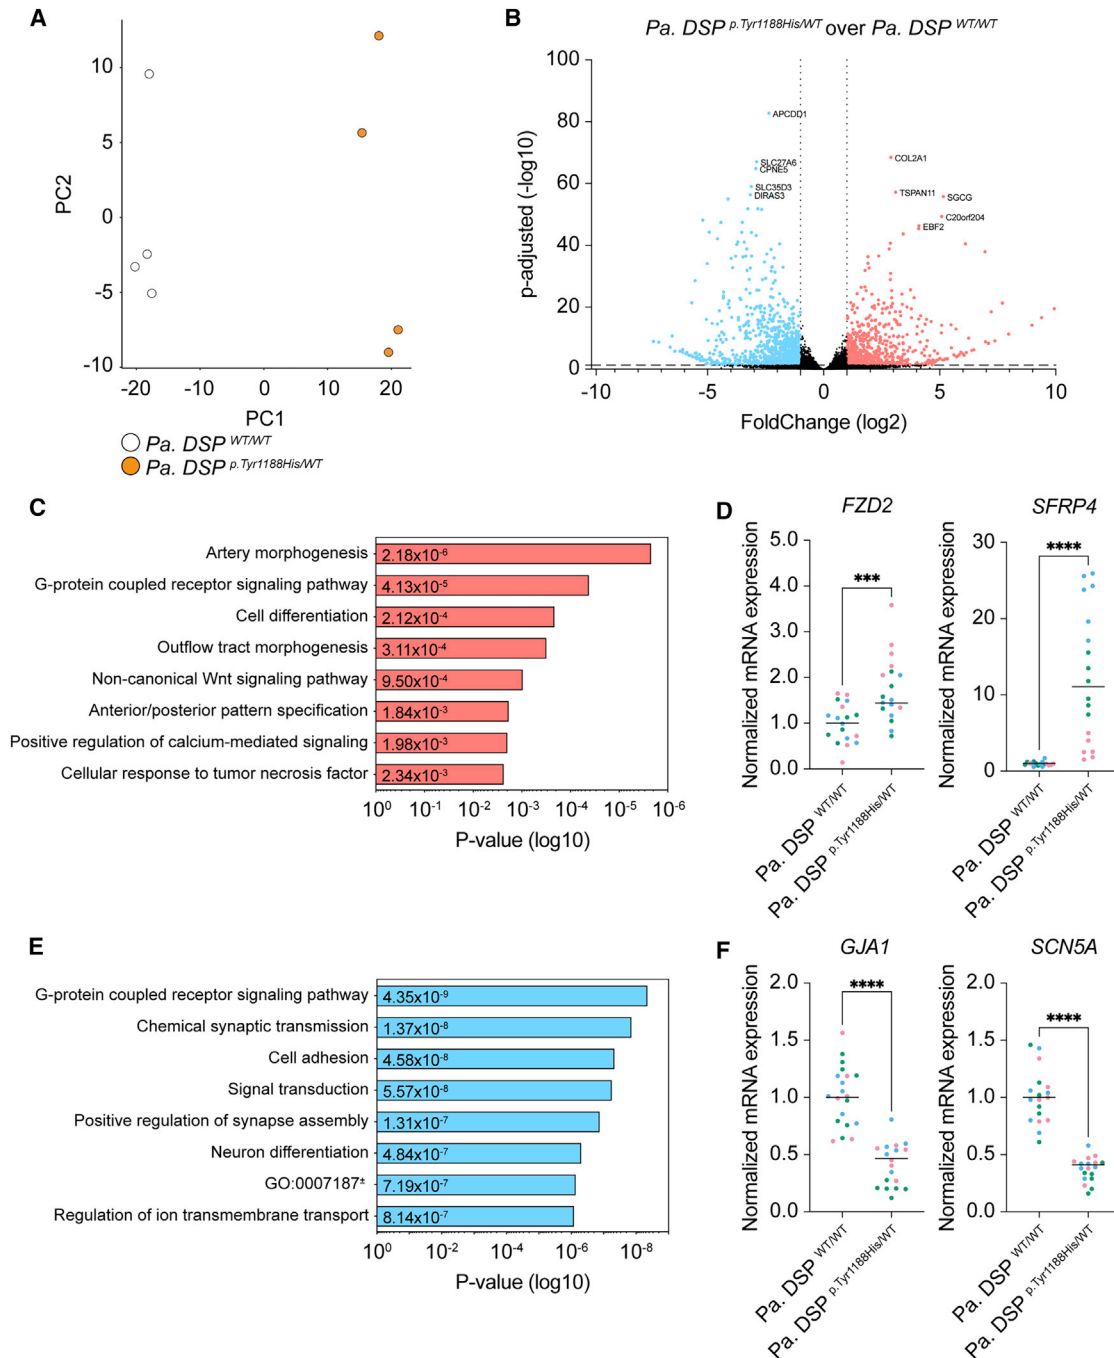 A
10
5
0
-5
-10
PC2
-20
-10
0
10
20
PC1
Pa. DSP WT/WT
Pa. DSP p.Tyr1188His/WT
B
Pa. DSP p.Tyr1188His/WT over Pa. DSP WT/WT
100
80
60
40
20
0
p-adjusted (-log10)
APCDD1
SLC27A6
CPNE5
SLC35D3
DIRAS3
COL2A1
TSPAN11
SGCG
C20orf204
EBF2
-10
-5
0
5
10
FoldChange (log2)
C
Artery morphogenesis 2.18x10-6
G-protein coupled receptor signaling pathway 4.13x10-5
Cell differentiation 2.12x10-4
Outflow tract morphogenesis 3.11x10-4
Non-canonical Wnt signaling pathway 9.50x10-4
Anterior/posterior pattern specification 1.84x10-3
Positive regulation of calcium-mediated signaling 1.98x10-3
Cellular response to tumor necrosis factor 2.34x10-3
100 10-1 10-2 10-3 10-4 10-5 10-6
P-value (log10)
D
FZD2
Normalized mRNA expression
5.0
4.0
3.0
2.0
1.0
0.0
***
Pa. DSP WT/WT
Pa. DSP p.Tyr1188His/WT
SFRP4
Normalized mRNA expression
30
20
10
0
****
Pa. DSP WT/WT
Pa. DSP p.Tyr1188His/WT
E
G-protein coupled receptor signaling pathway 4.35x10-9
Chemical synaptic transmission 1.37x10-8
Cell adhesion 4.58x10-8
Signal transduction 5.57x10-8
Positive regulation of synapse assembly 1.31x10-7
Neuron differentiation 4.84x10-7
GO:0007187± 7.19x10-7
Regulation of ion transmembrane transport 8.14x10-7
100 10-2 10-4 10-6 10-8
P-value (log10)
F
GJA1
Normalized mRNA expression
2.0
1.5
1.0
0.5
0.0
****
Pa. DSP WT/WT
Pa. DSP p.Tyr1188His/WT
SCN5A
Normalized mRNA expression
2.0
1.5
1.0
0.5
0.0
****
Pa. DSP WT/WT
Pa. DSP p.Tyr1188His/WT